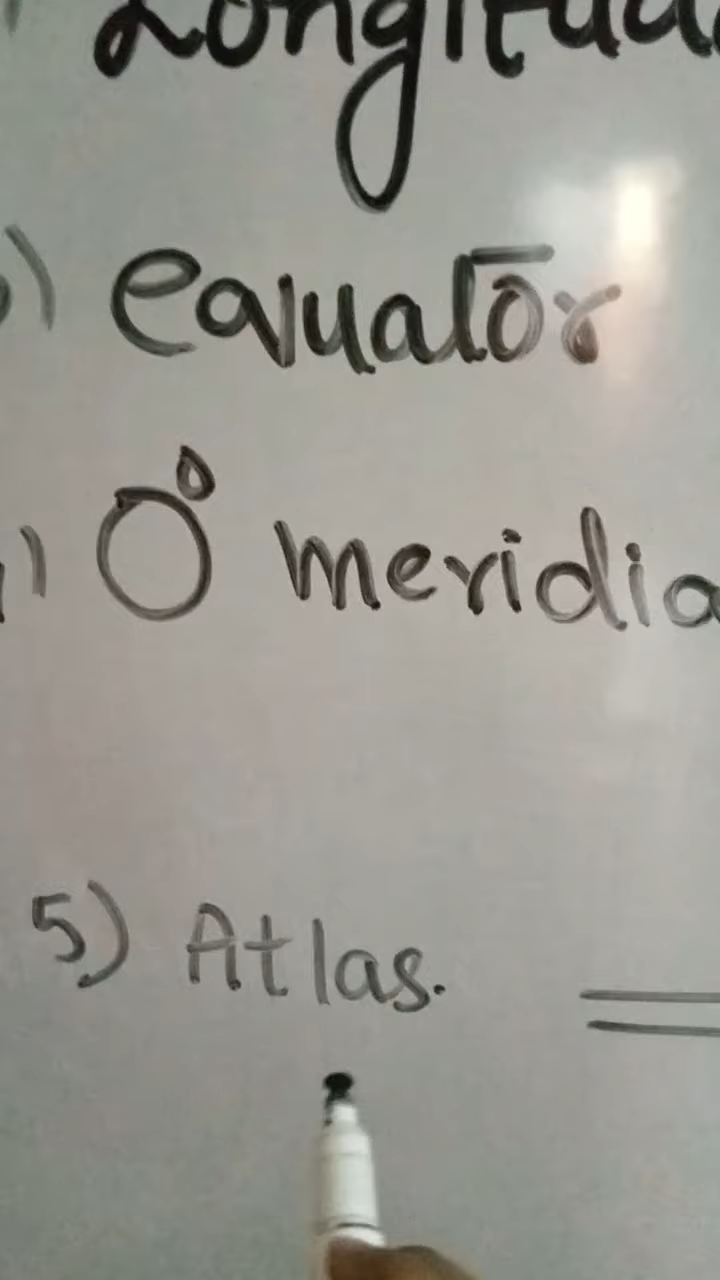 Longitud
) equator
) 0° meridia
5) Atlas.